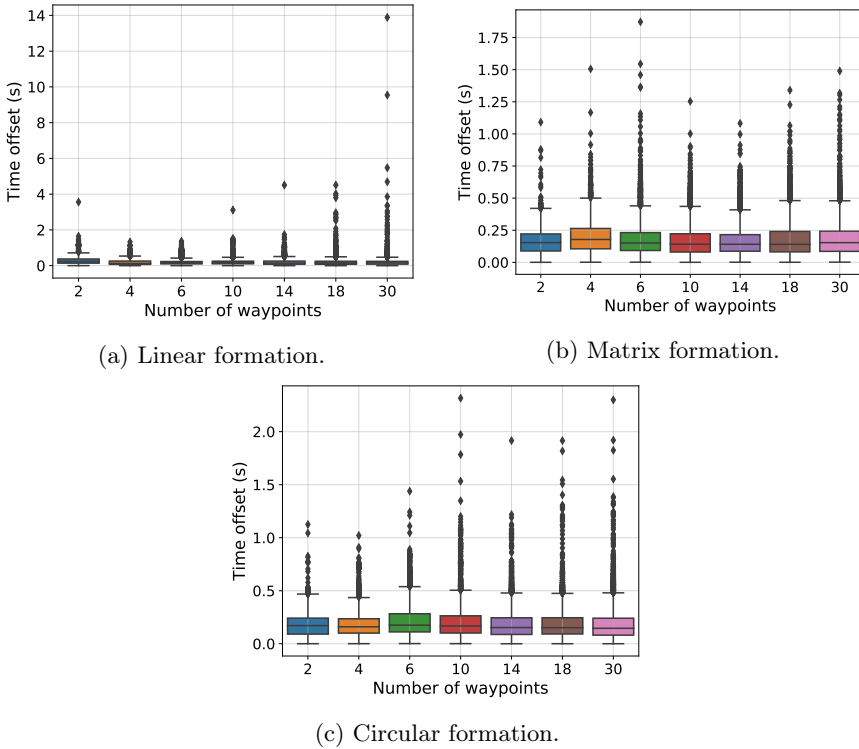 14
12
10
8
6
4
2
0
Time offset (s)
2 4 6 10 14 18 30
Number of waypoints
(a) Linear formation.
1.75
1.50
1.25
1.00
0.75
0.50
0.25
0.00
Time offset (s)
2 4 6 10 14 18 30
Number of waypoints
(b) Matrix formation.
2.0
1.5
1.0
0.5
0.0
Time offset (s)
2 4 6 10 14 18 30
Number of waypoints
(c) Circular formation.